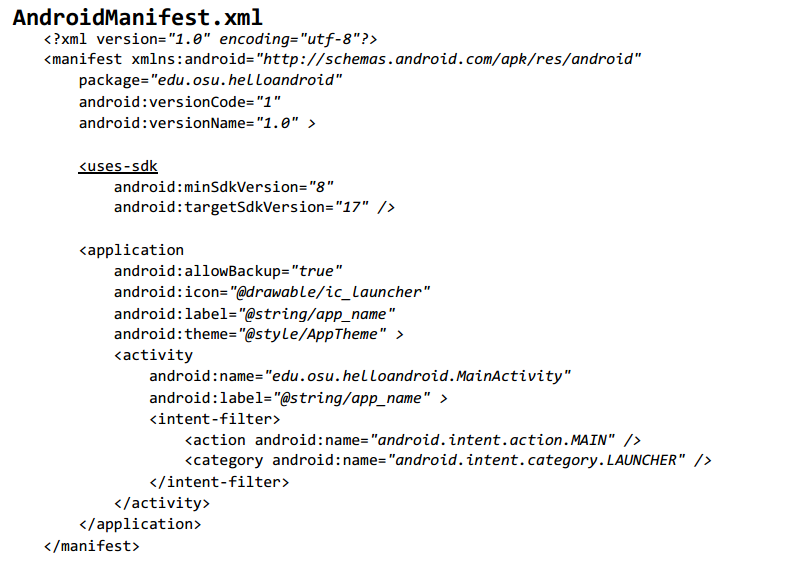 AndroidManifest.xml
<?xml version="1.0" encoding="utf-8"?>
<manifest xmlns:android="http://schemas.android.com/apk/res/android"
package="edu.osu.helloandroid"
android:versionCode="1"
android:versionName="1.0" >
<uses-sdk
android:minSdkVersion="8"
android:targetSdkVersion="17" />
<application
android:allowBackup="true"
android:icon="@drawable/ic_launcher"
android:label="@string/app_name"
android:theme="@style/AppTheme" >
<activity
android:name="edu.osu.helloandroid.MainActivity"
android:label="@string/app_name" >
<intent-filter>
<action android:name="android.intent.action.MAIN" />
<category android:name="android.intent.category.LAUNCHER" />
</intent-filter>
</activity>
</application>
</manifest>